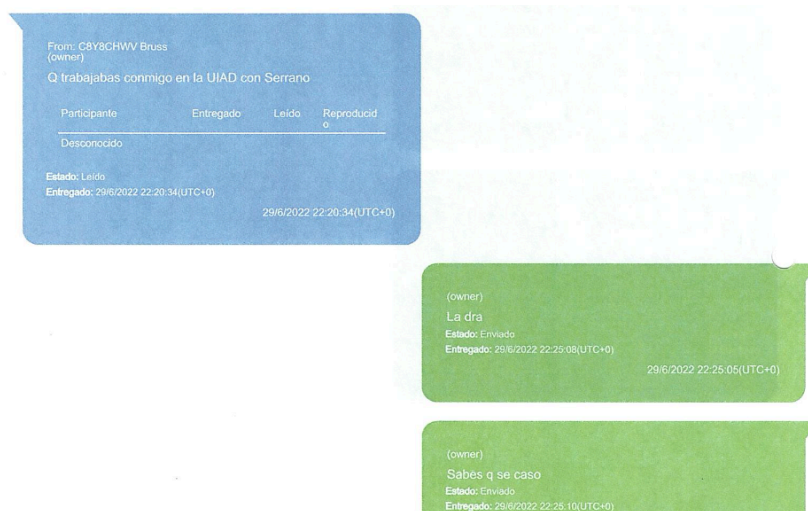 From: C8Y8CHWV Bruss
(owner)
Q trabajabas conmigo en la UIAD con Serrano
Participante Entregado Leído Reproducid
o
Desconocido
Estado: Leído
Entregado: 29/6/2022 22:20:34(UTC+0)
29/6/2022 22:20:34(UTC+0)
(owner)
La dra
Estado: Enviado
Entregado: 29/6/2022 22:25:08(UTC+0)
29/6/2022 22:25:05(UTC+0)
(owner)
Sabes q se caso
Estado: Enviado
Entregado: 29/6/2022 22:25:10(UTC+0)